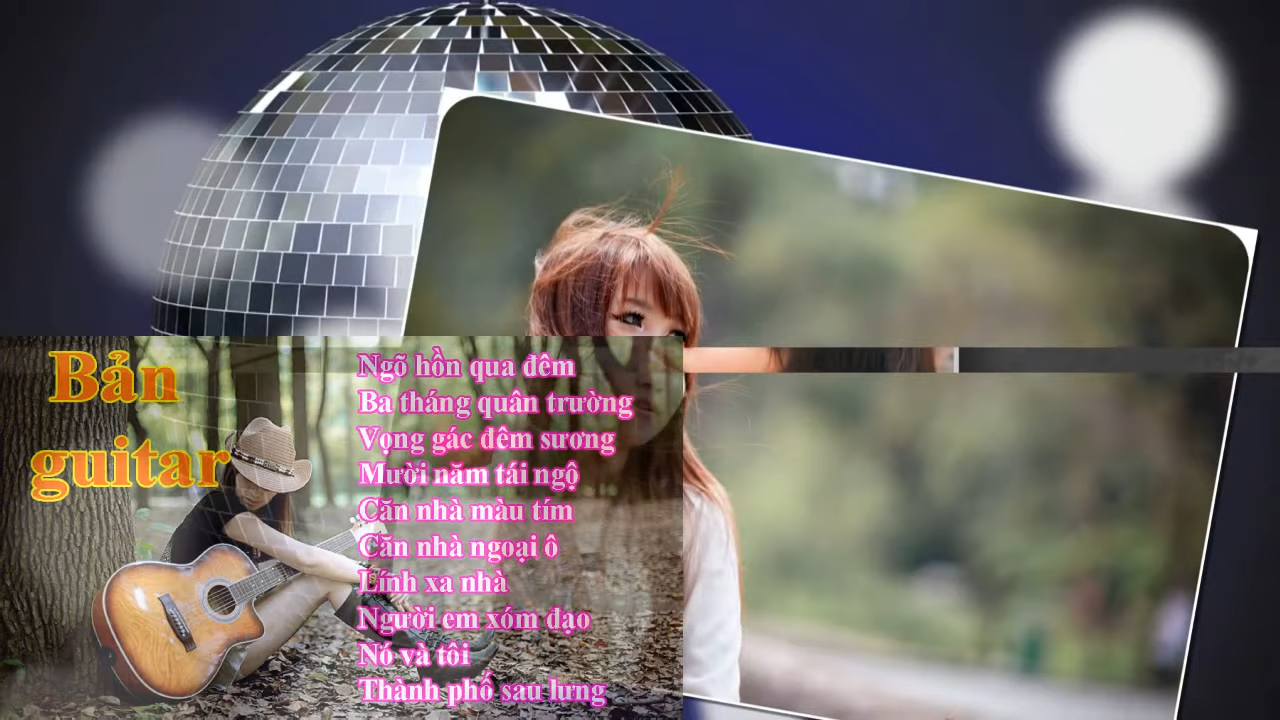 Bản
guitar
Ngõ hồn qua đêm
Ba tháng quân trường
Vọng gác đêm sương
Mười năm tái ngộ
Căn nhà màu tím
Căn nhà ngoại ô
Lính xa nhà
Người em xóm đạo
Nó và tôi
Thành phố sau lưng